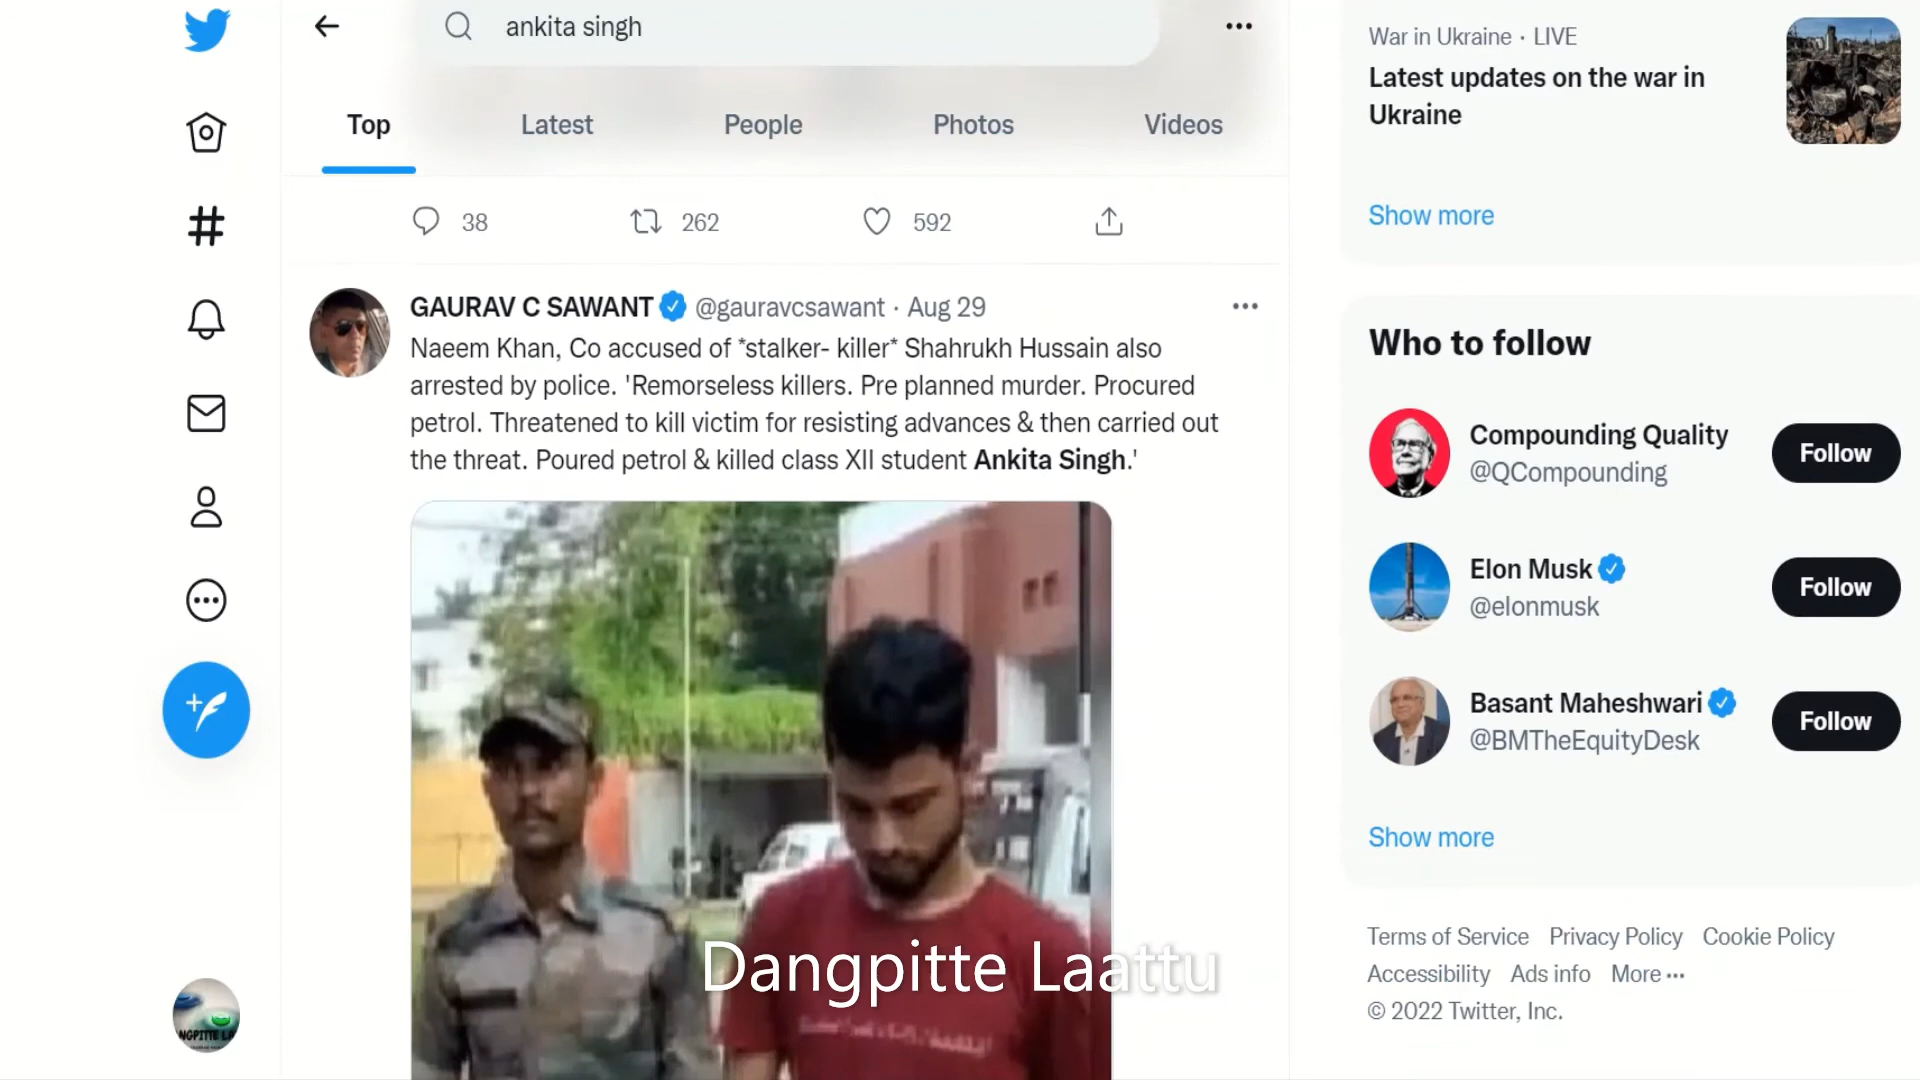 ankita singh
Top
Latest
People
Photos
Videos
38
262
592
GAURAV C SAWANT @gauravcsawant · Aug 29
Naeem Khan, Co accused of *stalker- killer* Shahrukh Hussain also
arrested by police. 'Remorseless killers. Pre planned murder. Procured
petrol. Threatened to kill victim for resisting advances & then carried out
the threat. Poured petrol & killed class XII student Ankita Singh.'
Dangpitte Laattu
War in Ukraine · LIVE
Latest updates on the war in
Ukraine
Show more
Who to follow
Compounding Quality
@QCompounding
Follow
Elon Musk
@elonmusk
Follow
Basant Maheshwari
@BMTheEquityDesk
Follow
Show more
Terms of Service Privacy Policy Cookie Policy
Accessibility Ads info More ···
© 2022 Twitter, Inc.